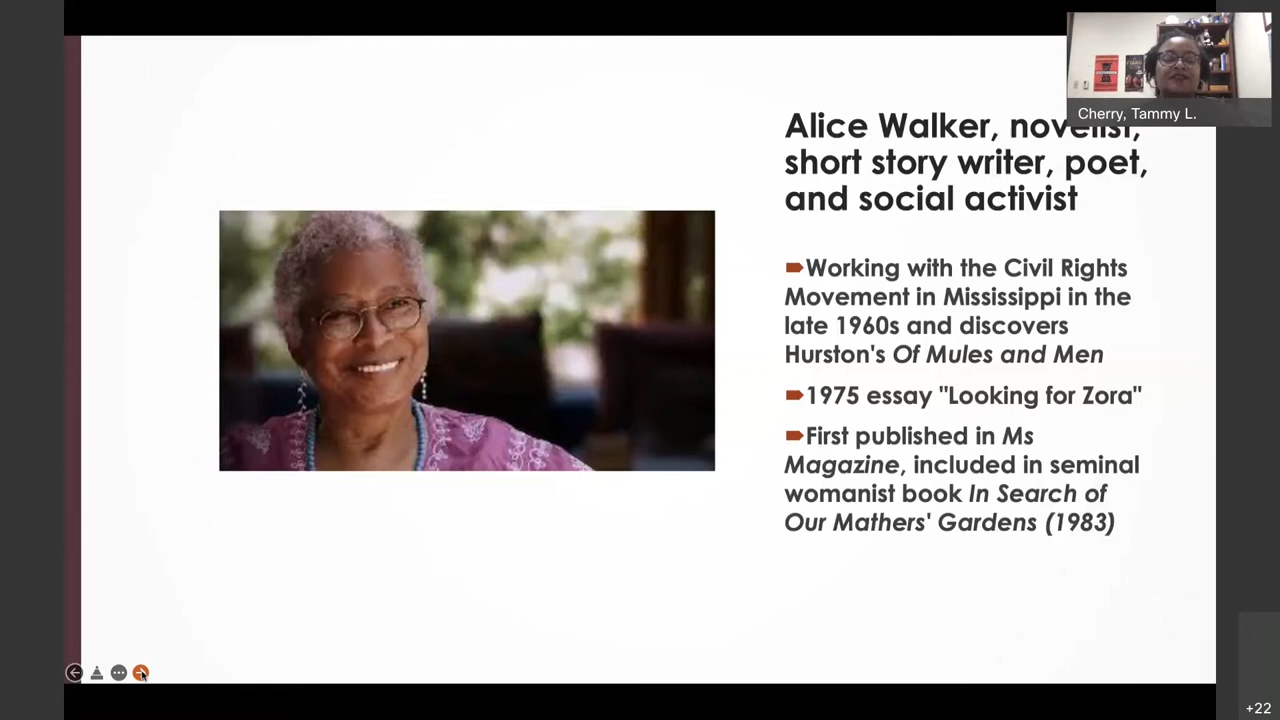 Cherry, Tammy L.
Alice Walker, novelist,
short story writer, poet,
and social activist
Working with the Civil Rights
Movement in Mississippi in the
late 1960s and discovers
Hurston's Of Mules and Men
1975 essay "Looking for Zora"
First published in Ms
Magazine, included in seminal
womanist book In Search of
Our Mathers' Gardens (1983)
+22